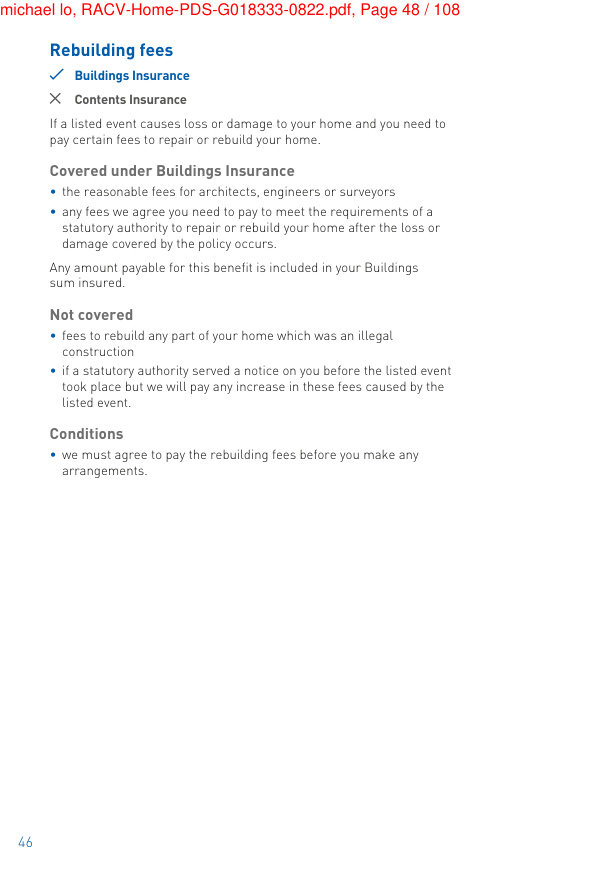 michael lo, RACV-Home-PDS-G018333-0822.pdf, Page 48 / 108
Rebuilding fees
Buildings Insurance
Contents Insurance
If a listed event causes loss or damage to your home and you need to
pay certain fees to repair or rebuild your home.
Covered under Buildings Insurance
• the reasonable fees for architects, engineers or surveyors
• any fees we agree you need to pay to meet the requirements of a
statutory authority to repair or rebuild your home after the loss or
damage covered by the policy occurs.
Any amount payable for this benefit is included in your Buildings
sum insured.
Not covered
• fees to rebuild any part of your home which was an illegal
construction
• if a statutory authority served a notice on you before the listed event
took place but we will pay any increase in these fees caused by the
listed event.
Conditions
• we must agree to pay the rebuilding fees before you make any
arrangements.
46